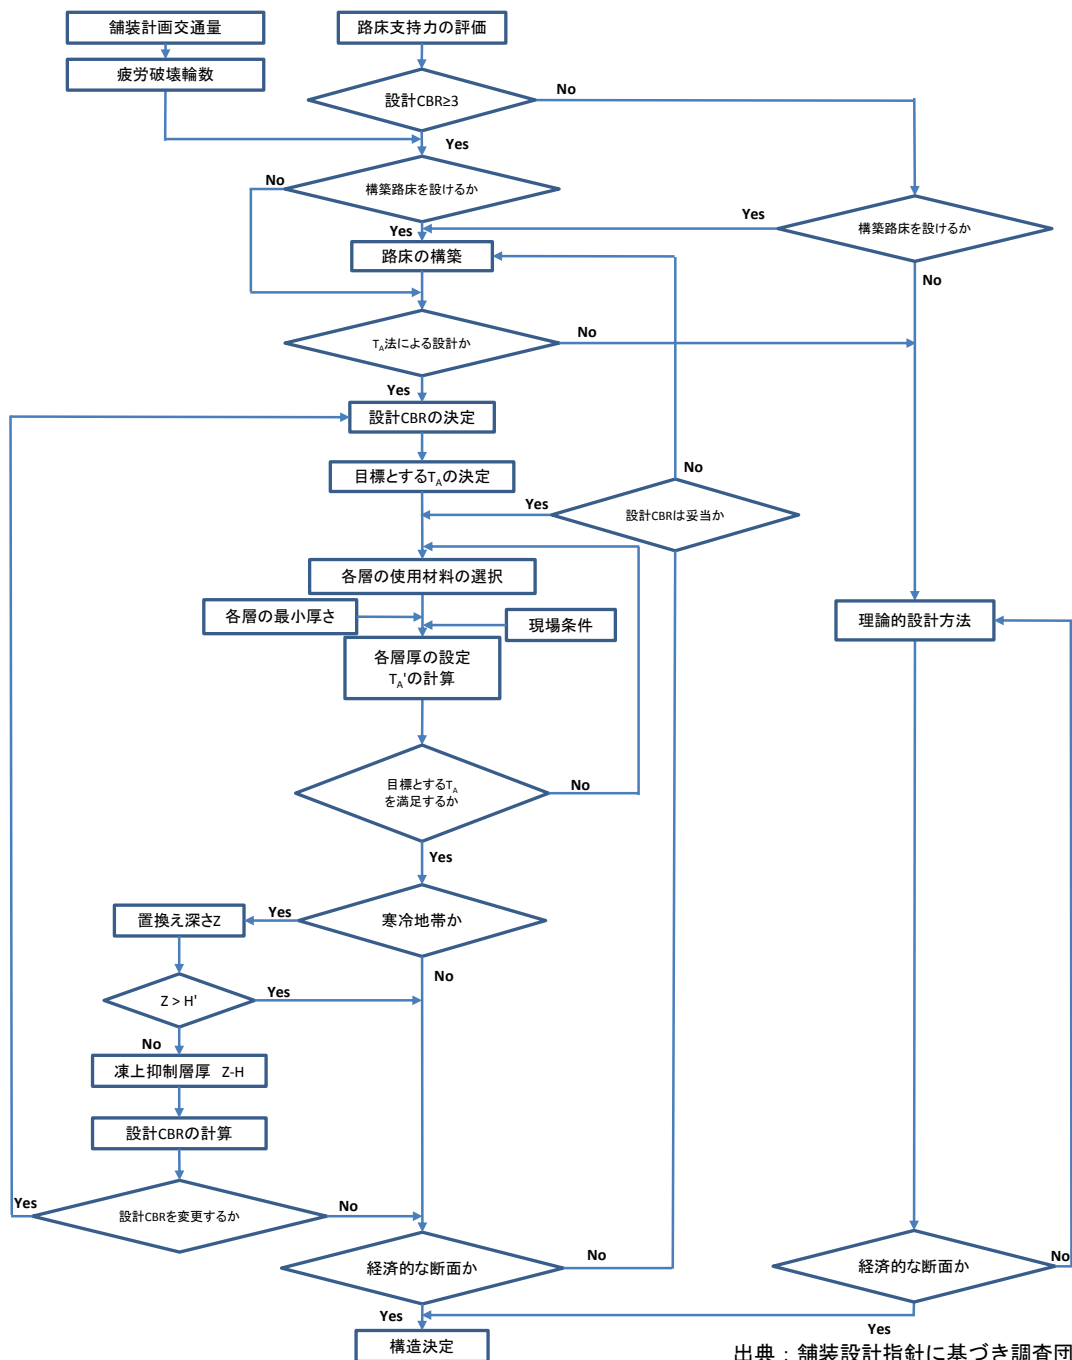 舗装計画交通量
路床支持力の評価
疲労破壊輪数
設計CBR≥3
No
Yes
構築路床を設けるか
No
Yes
構築路床を設けるか
Yes
No
路床の構築
TA法による設計か
No
Yes
設計CBRの決定
目標とするTAの決定
No
Yes
設計CBRは妥当か
各層の使用材料の選択
各層の最小厚さ
現場条件
理論的設計方法
各層厚の設定
TA'の計算
目標とするTA
を満足するか
No
Yes
寒冷地帯か
Yes
No
置換え深さZ
Z > H'
Yes
No
凍上抑制層厚 Z-H
設計CBRの計算
設計CBRを変更するか
Yes
No
経済的な断面か
No
Yes
経済的な断面か
No
Yes
構造決定
出典：舗装設計指針に基づき調査団